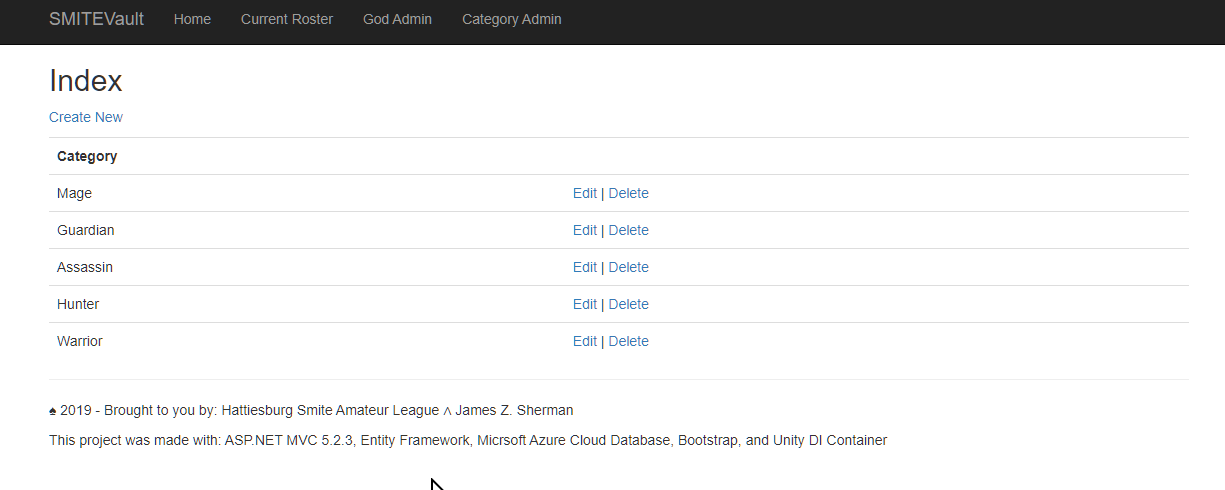 SMITEVault Home Current Roster God Admin Category Admin
Index
Create New
Category
Mage Edit | Delete
Guardian Edit | Delete
Assassin Edit | Delete
Hunter Edit | Delete
Warrior Edit | Delete
♠ 2019 - Brought to you by: Hattiesburg Smite Amateur League ∧ James Z. Sherman
This project was made with: ASP.NET MVC 5.2.3, Entity Framework, Micrsoft Azure Cloud Database, Bootstrap, and Unity DI Container